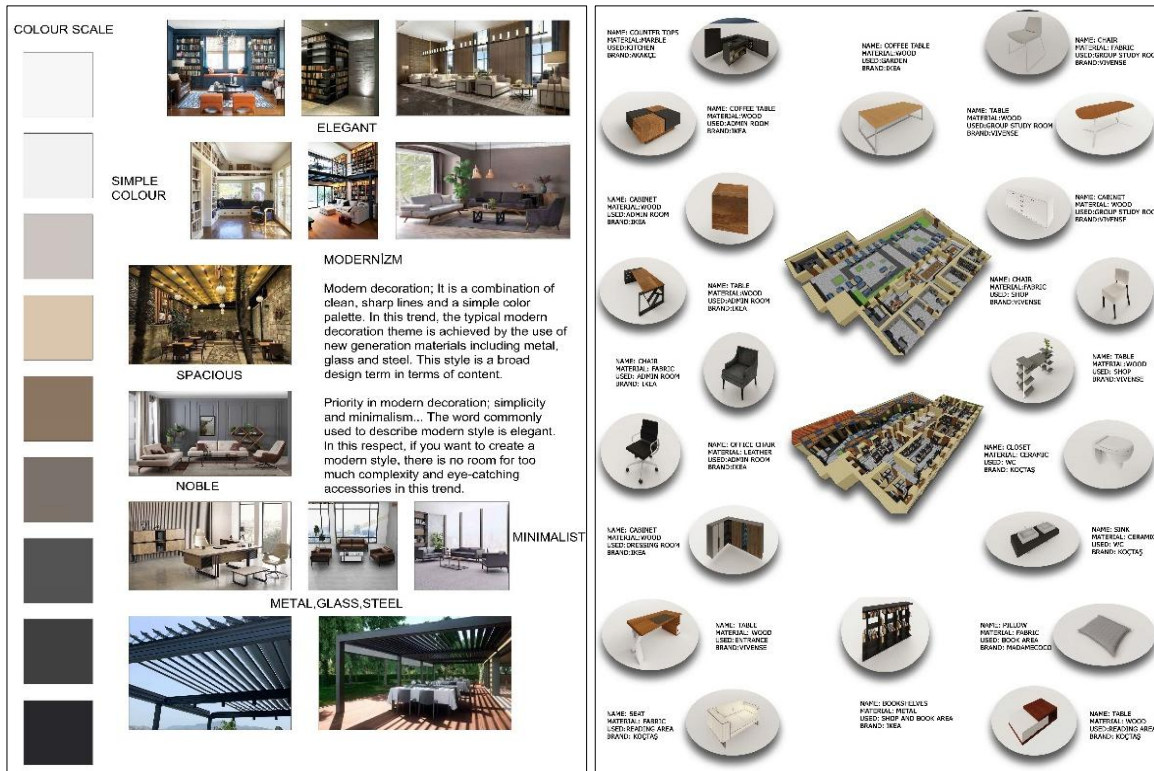 COLOUR SCALE
ELEGANT
SIMPLE
COLOUR
MODERNİZM
Modern decoration; It is a combination of
clean, sharp lines and a simple color
palette. In this trend, the typical modern
decoration theme is achieved by the use of
new generation materials including metal,
glass and steel. This style is a broad
design term in terms of content.
Priority in modern decoration; simplicity
and minimalism... The word commonly
used to describe modern style is elegant.
In this respect, if you want to create a
modern style, there is no room for too
much complexity and eye-catching
accessories in this trend.
SPACIOUS
NOBLE
MINIMALIST
METAL,GLASS,STEEL
NAME: COUNTER TOPS
MATERIAL:MARBLE
USED:KITCHEN
BRAND:AKAKÇE
NAME: COFFEE TABLE
MATERIAL:WOOD
USED:GARDEN
BRAND:IKEA
NAME: CHAIR
MATERIAL: FABRIC
USED:GROUP STUDY ROO
BRAND:VIVENSE
NAME: COFFEE TABLE
MATERIAL:WOOD
USED:ADMIN ROOM
BRAND:IKEA
NAME: TABLE
MATERIAL:WOOD
USED:GROUP STUDY ROOM
BRAND:VIVENSE
NAME: CABINET
MATERIAL:WOOD
USED:ADMIN ROOM
BRAND:IKEA
NAME: CABINET
MATERIAL: WOOD
USED:GROUP STUDY ROO
BRAND:VIVENSE
NAME: TABLE
MATERIAL:WOOD
USED:ADMIN ROOM
BRAND:IKEA
NAME: CHAIR
MATERIAL:FABRIC
USED: SHOP
BRAND:VIVENSE
NAME: CHAIR
MATERIAL: FABRIC
USED: ADMIN ROOM
BRAND: IKEA
NAME: TABLE
MATERIAL:WOOD
USED: SHOP
BRAND:VIVENSE
NAME: OFFICE CHAIR
MATERIAL: LEATHER
USED:ADMIN ROOM
BRAND:IKEA
NAME: CLOSET
MATERIAL: CERAMIC
USED: WC
BRAND: KOÇTAŞ
NAME: CABINET
MATERIAL:WOOD
USED:DRESSING ROOM
BRAND:IKEA
NAME: SINK
MATERIAL: CERAMIC
USED: WC
BRAND: KOÇTAŞ
NAME: TABLE
MATERIAL: WOOD
USED:ENTRANCE
BRAND:VIVENSE
NAME: PILLOW
MATERIAL: FABRIC
USED: BOOK AREA
BRAND: MADAMECOCO
NAME: SEAT
MATERIAL: FABRIC
USED:READING AREA
BRAND: KOÇTAŞ
NAME: BOOKSHELVES
MATERIAL: METAL
USED: SHOP AND BOOK AREA
BRAND: IKEA
NAME: TABLE
MATERIAL: WOOD
USED:READING AREA
BRAND: KOÇTAŞ